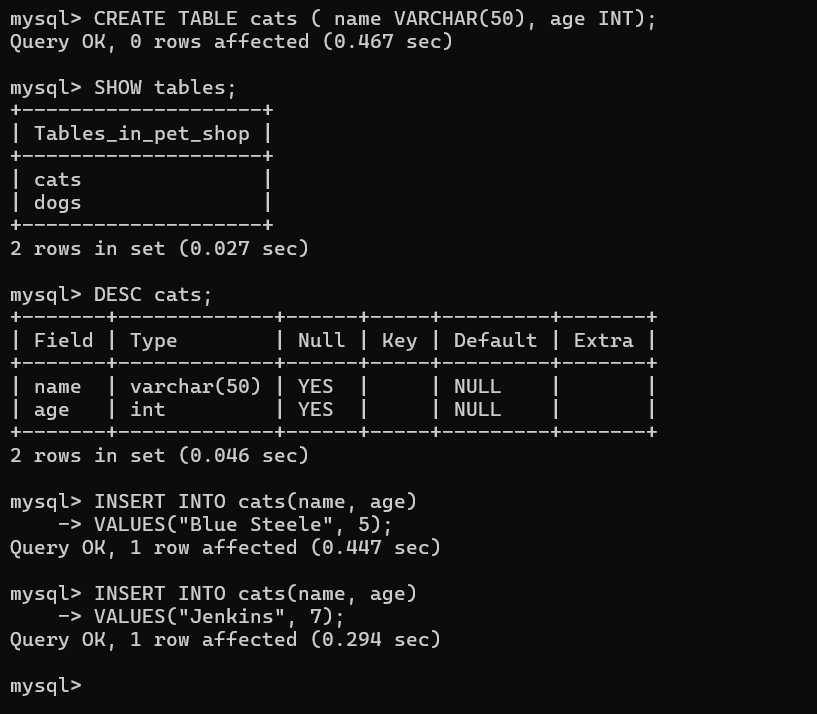 mysql> CREATE TABLE cats ( name VARCHAR(50), age INT);
Query OK, 0 rows affected (0.467 sec)

mysql> SHOW tables;
+--------------------+
| Tables_in_pet_shop |
+--------------------+
| cats               |
| dogs               |
+--------------------+
2 rows in set (0.027 sec)

mysql> DESC cats;
+-------+-------------+------+-----+---------+-------+
| Field | Type        | Null | Key | Default | Extra |
+-------+-------------+------+-----+---------+-------+
| name  | varchar(50) | YES  |     | NULL    |       |
| age   | int         | YES  |     | NULL    |       |
+-------+-------------+------+-----+---------+-------+
2 rows in set (0.046 sec)

mysql> INSERT INTO cats(name, age)
    -> VALUES("Blue Steele", 5);
Query OK, 1 row affected (0.447 sec)

mysql> INSERT INTO cats(name, age)
    -> VALUES("Jenkins", 7);
Query OK, 1 row affected (0.294 sec)

mysql>